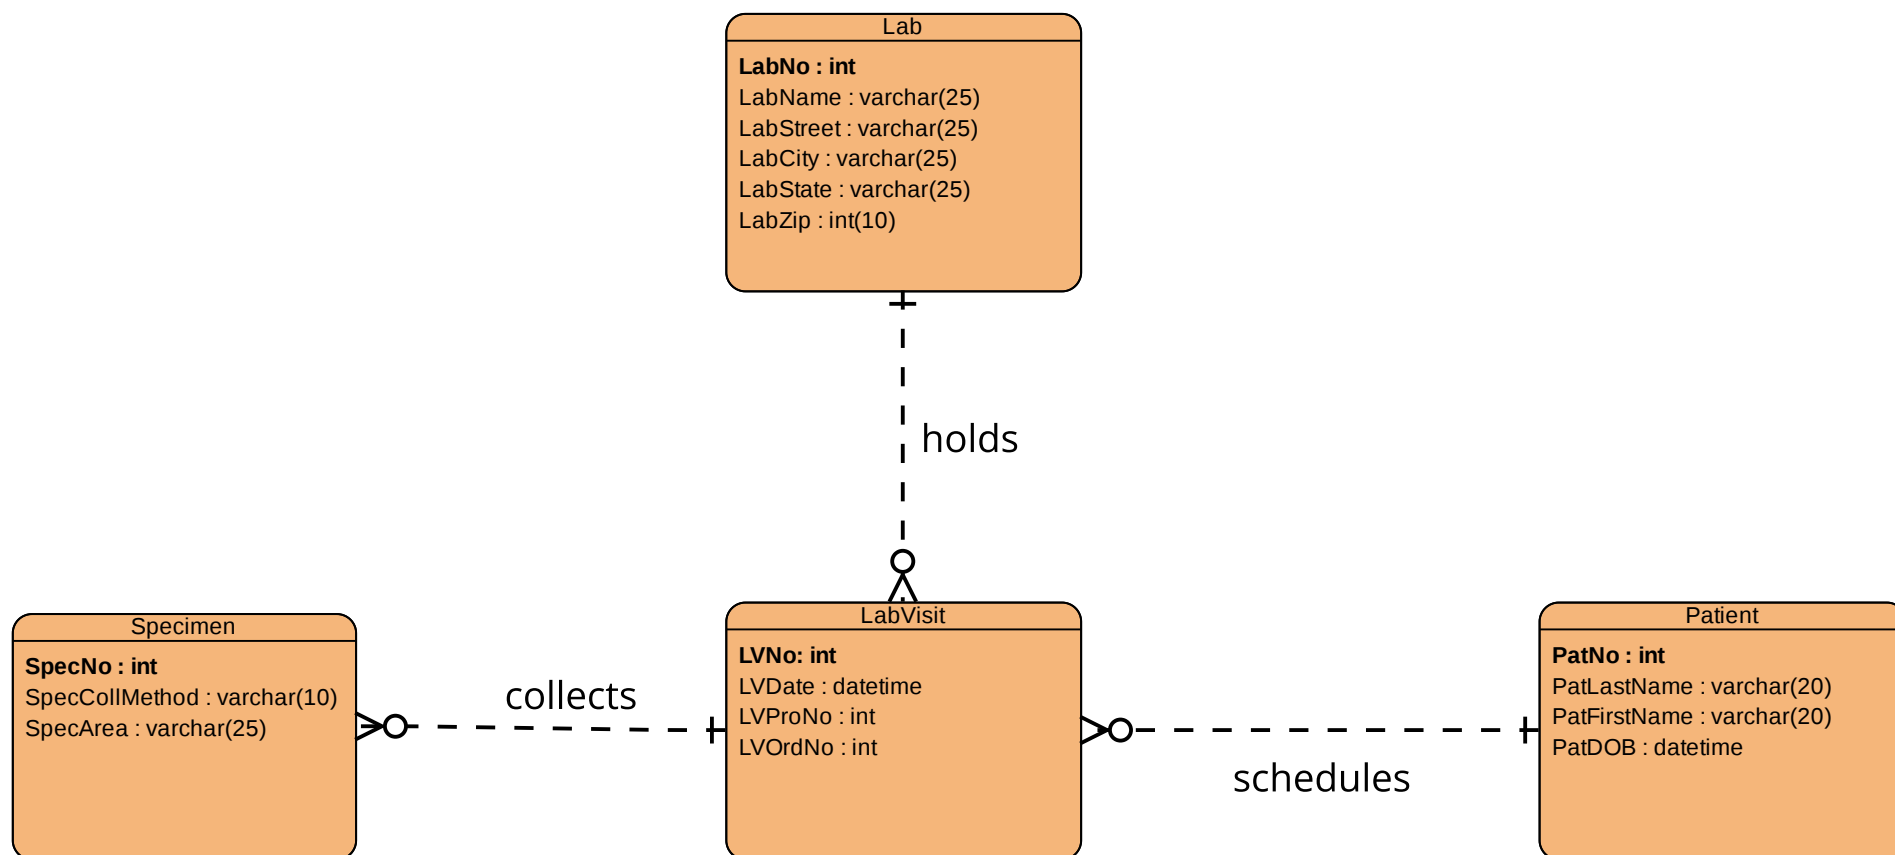 Lab
LabNo : int
LabName : varchar(25)
LabStreet : varchar(25)
LabCity : varchar(25)
LabState : varchar(25)
LabZip : int(10)
holds
Specimen
SpecNo : int
SpecCollMethod : varchar(10)
SpecArea : varchar(25)
collects
LabVisit
LVNo: int
LVDate : datetime
LVProNo : int
LVOrdNo : int
schedules
Patient
PatNo : int
PatLastName : varchar(20)
PatFirstName : varchar(20)
PatDOB : datetime